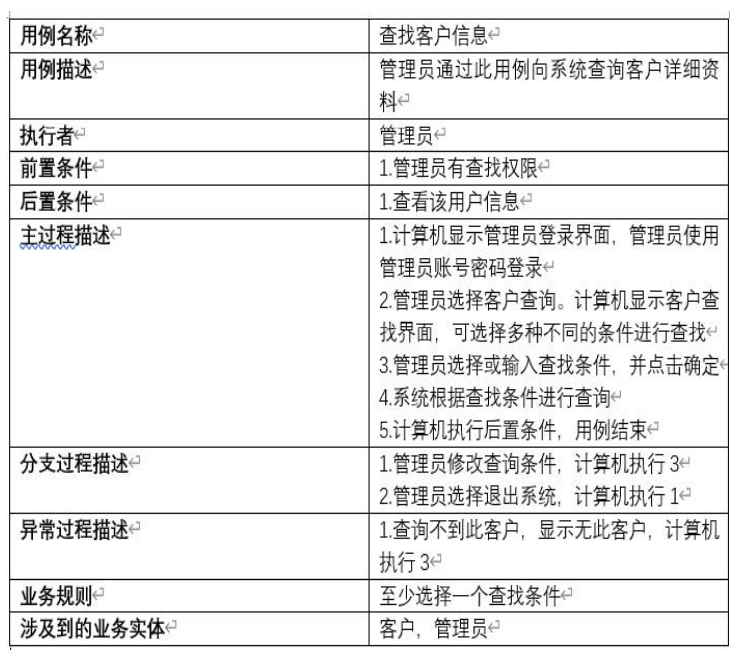 用例名称
查找客户信息
用例描述
管理员通过此用例向系统查询客户详细资
料
执行者
管理员
前置条件
1.管理员有查找权限
后置条件
1.查看该用户信息
主过程描述
1.计算机显示管理员登录界面，管理员使用
管理员账号密码登录
2.管理员选择客户查询。计算机显示客户查
找界面，可选择多种不同的条件进行查找
3.管理员选择或输入查找条件，并点击确定
4.系统根据查找条件进行查询
5.计算机执行后置条件，用例结束
分支过程描述
1.管理员修改查询条件，计算机执行 3
2.管理员选择退出系统，计算机执行 1
异常过程描述
1.查询不到此客户，显示无此客户，计算机
执行 3
业务规则
至少选择一个查找条件
涉及到的业务实体
客户，管理员